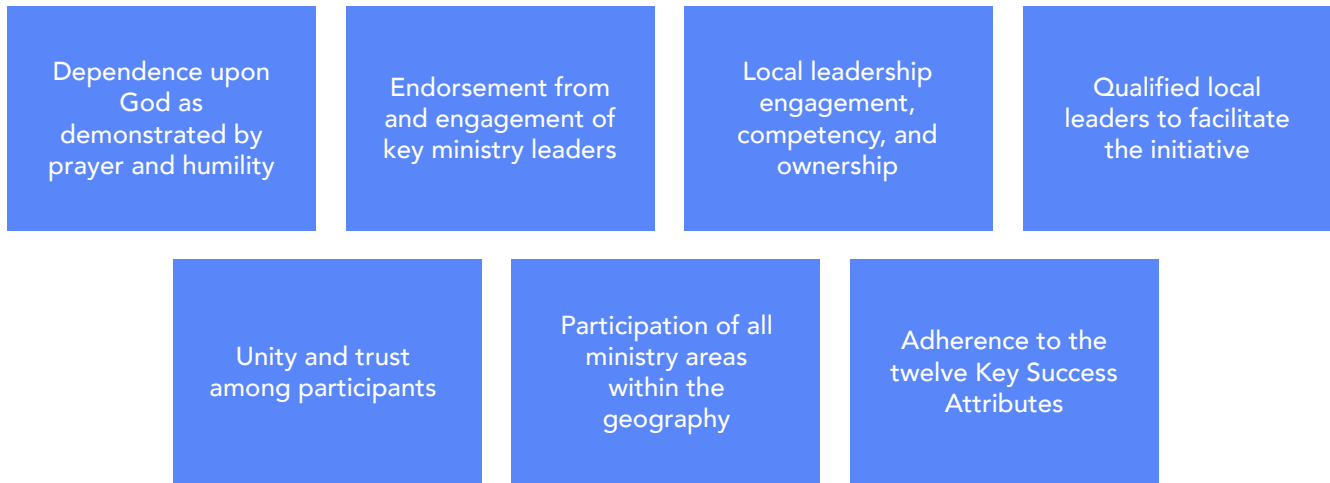 Dependence upon
God as
demonstrated by
prayer and humility
Endorsement from
and engagement of
key ministry leaders
Local leadership
engagement,
competency, and
ownership
Qualified local
leaders to facilitate
the initiative
Unity and trust
among participants
Participation of all
ministry areas
within the
geography
Adherence to the
twelve Key Success
Attributes